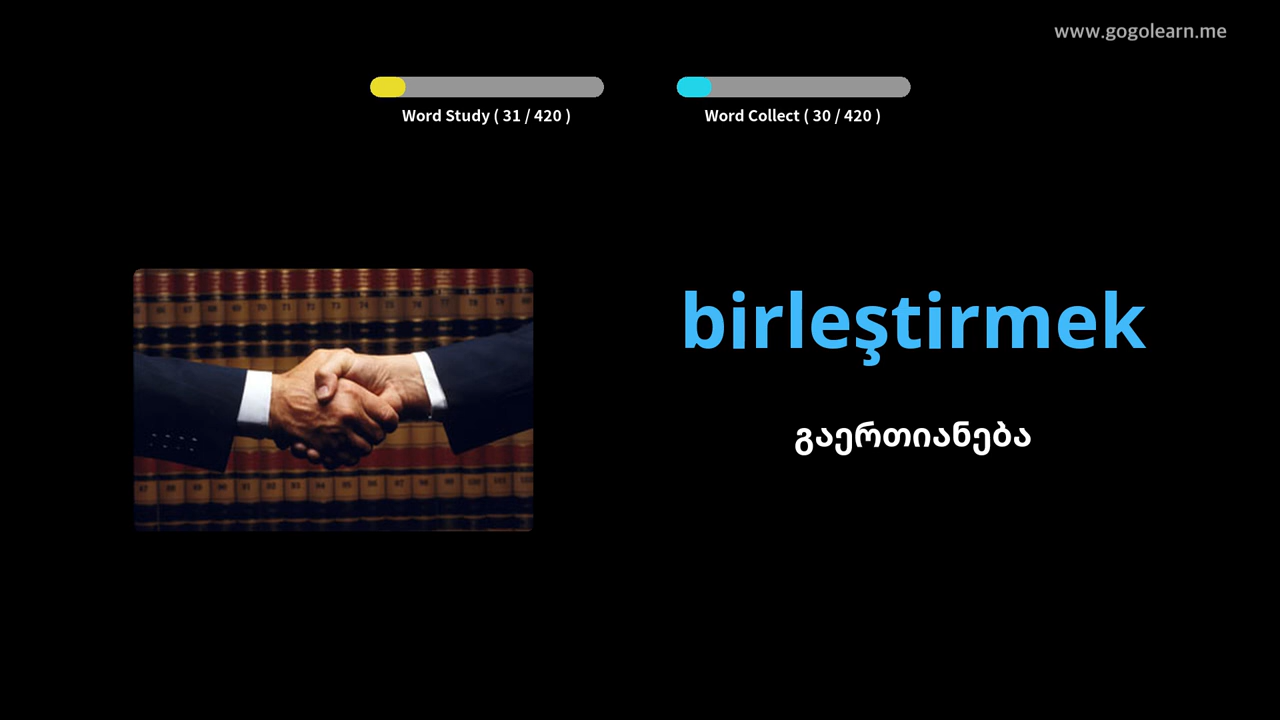 www.gogolearn.me
Word Study ( 31 / 420 )
Word Collect ( 30 / 420 )
birleştirmek
გაერთიანება